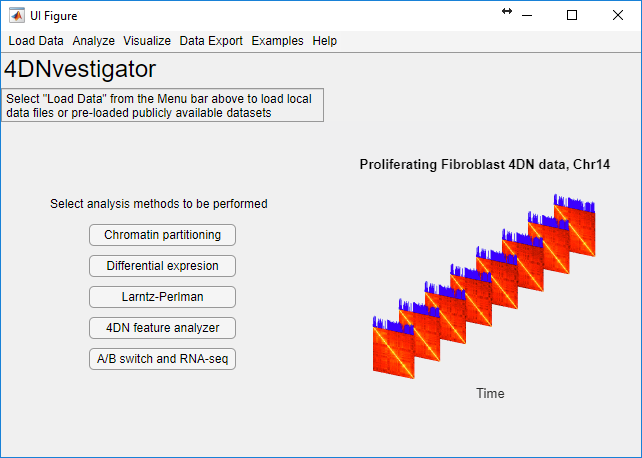 UI Figure
Load Data Analyze Visualize Data Export Examples Help
4DNvestigator
Select "Load Data" from the Menu bar above to load local
data files or pre-loaded publicly available datasets
Proliferating Fibroblast 4DN data, Chr14
Select analysis methods to be performed
Chromatin partitioning
Differential expresion
Larntz-Perlman
4DN feature analyzer
A/B switch and RNA-seq
Time